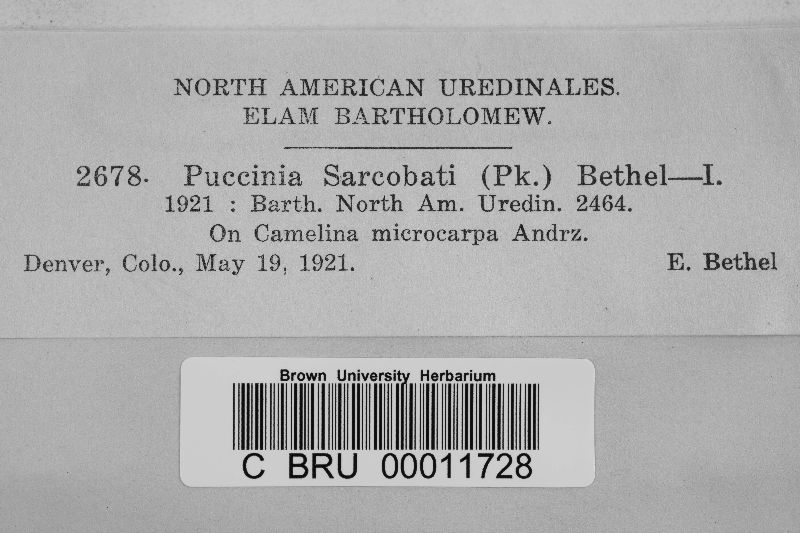 NORTH AMERICAN UREDINALES.
ELAM BARTHOLOMEW.
2678. Puccinia Sarcobati (Pk.) Bethel—I.
1921 : Barth. North Am. Uredin. 2464.
On Camelina microcarpa Andrz.
Denver, Colo., May 19, 1921. E. Bethel
Brown University Herbarium
C BRU 00011728